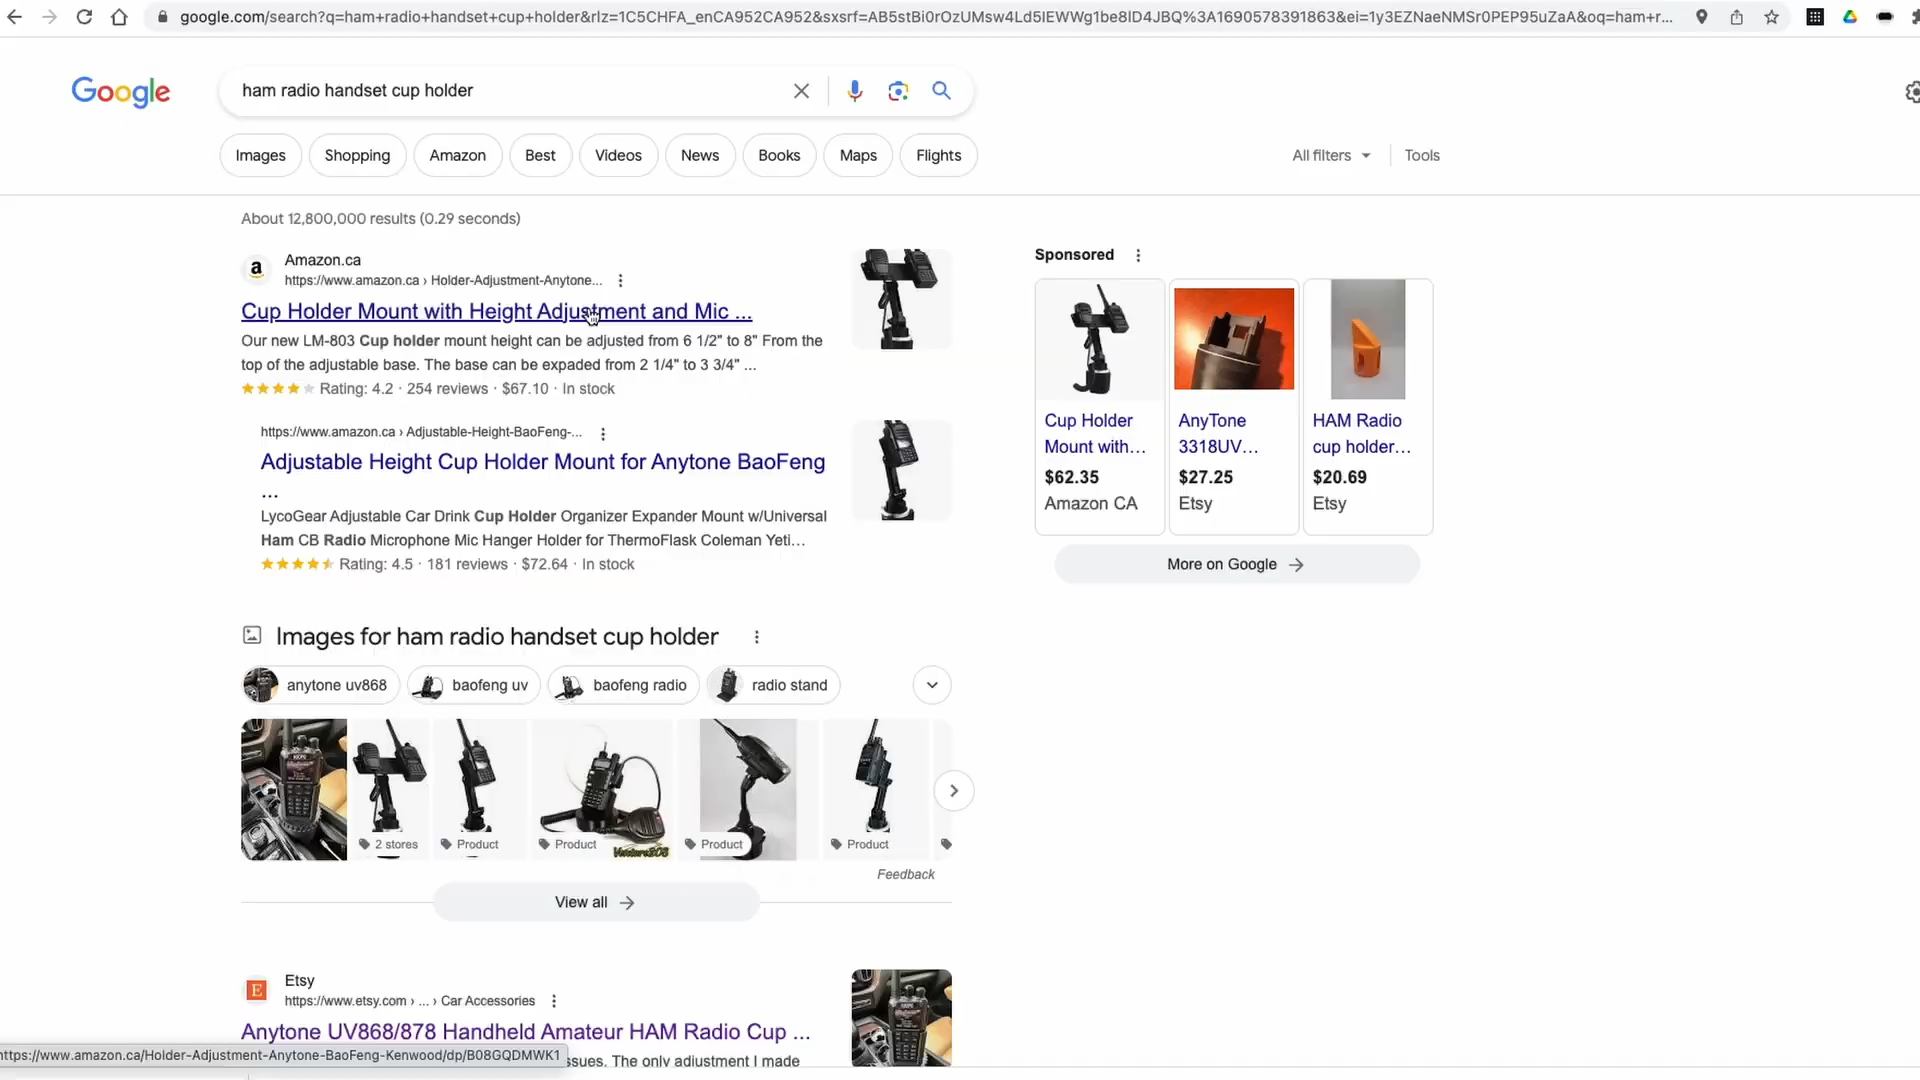 google.com/search?q=ham+radio+handset+cup+holder&rlz=1C5CHFA_enCA952CA952&sxsrf=AB5stBi0rOzUMsw4Ld5IEWWg1be8lD4JBQ%3A1690578391863&ei=1y3EZNaeNMSr0PEP95uZaA&oq=ham+r...
Google
ham radio handset cup holder
Images
Shopping
Amazon
Best
Videos
News
Books
Maps
Flights
All filters
Tools
About 12,800,000 results (0.29 seconds)
a
Amazon.ca
https://www.amazon.ca › Holder-Adjustment-Anytone...
Cup Holder Mount with Height Adjustment and Mic ...
Our new LM-803 Cup holder mount height can be adjusted from 6 1/2" to 8" From the
top of the adjustable base. The base can be expaded from 2 1/4" to 3 3/4" ...
Rating: 4.2 · 254 reviews · $67.10 · In stock
https://www.amazon.ca › Adjustable-Height-BaoFeng-...
Adjustable Height Cup Holder Mount for Anytone BaoFeng
...
LycoGear Adjustable Car Drink Cup Holder Organizer Expander Mount w/Universal
Ham CB Radio Microphone Mic Hanger Holder for ThermoFlask Coleman Yeti...
Rating: 4.5 · 181 reviews · $72.64 · In stock
Sponsored
Cup Holder
Mount with...
$62.35
Amazon CA
AnyTone
3318UV...
$27.25
Etsy
HAM Radio
cup holder...
$20.69
Etsy
More on Google
Images for ham radio handset cup holder
anytone uv868
baofeng uv
baofeng radio
radio stand
2 stores
Product
Product
Venture208
Product
Product
Feedback
View all
E
Etsy
https://www.etsy.com › ... › Car Accessories
Anytone UV868/878 Handheld Amateur HAM Radio Cup ...
ssues. The only adjustment I made
https://www.amazon.ca/Holder-Adjustment-Anytone-BaoFeng-Kenwood/dp/B08GQDMWK1